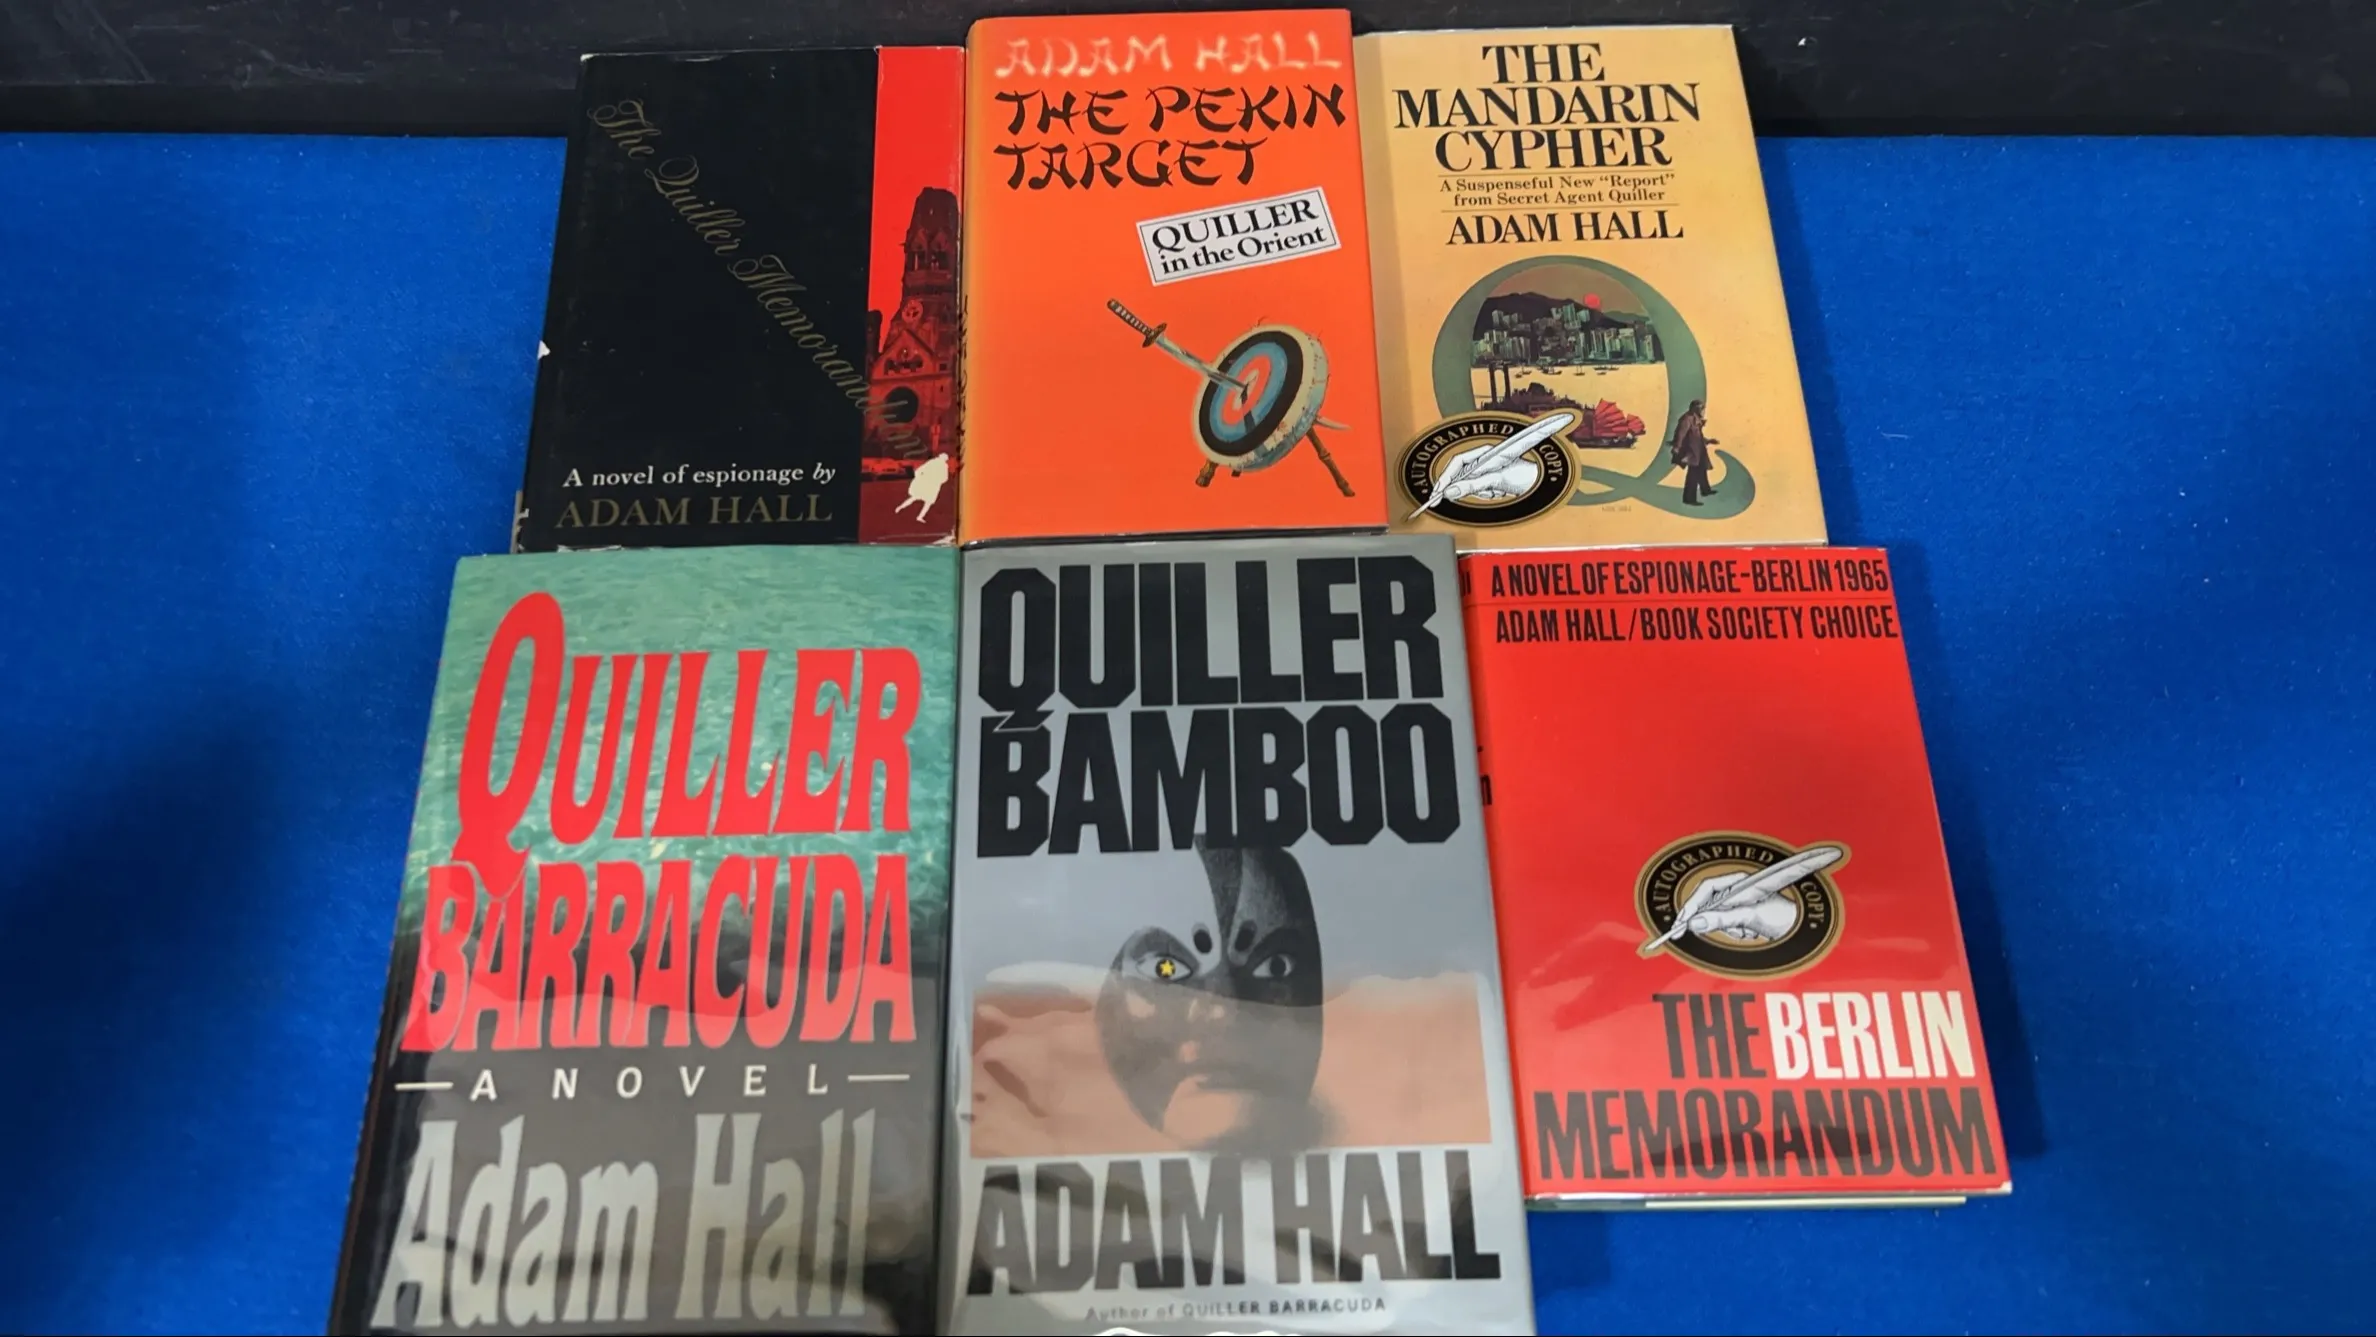 The Quiller Memorandum
A novel of espionage by
ADAM HALL
ADAM HALL
THE PEKIN
TARGET
QUILLER
in the Orient
THE
MANDARIN
CYPHER
A Suspenseful New "Report"
from Secret Agent Quiller
ADAM HALL
AUTOGRAPHED COPY
QUILLER
BARRACUDA
A NOVEL
Adam Hall
QUILLER
BAMBOO
ADAM HALL
Author of QUILLER BARRACUDA
A NOVEL OF ESPIONAGE-BERLIN 1965
ADAM HALL/BOOK SOCIETY CHOICE
AUTOGRAPHED COPY
THE BERLIN
MEMORANDUM